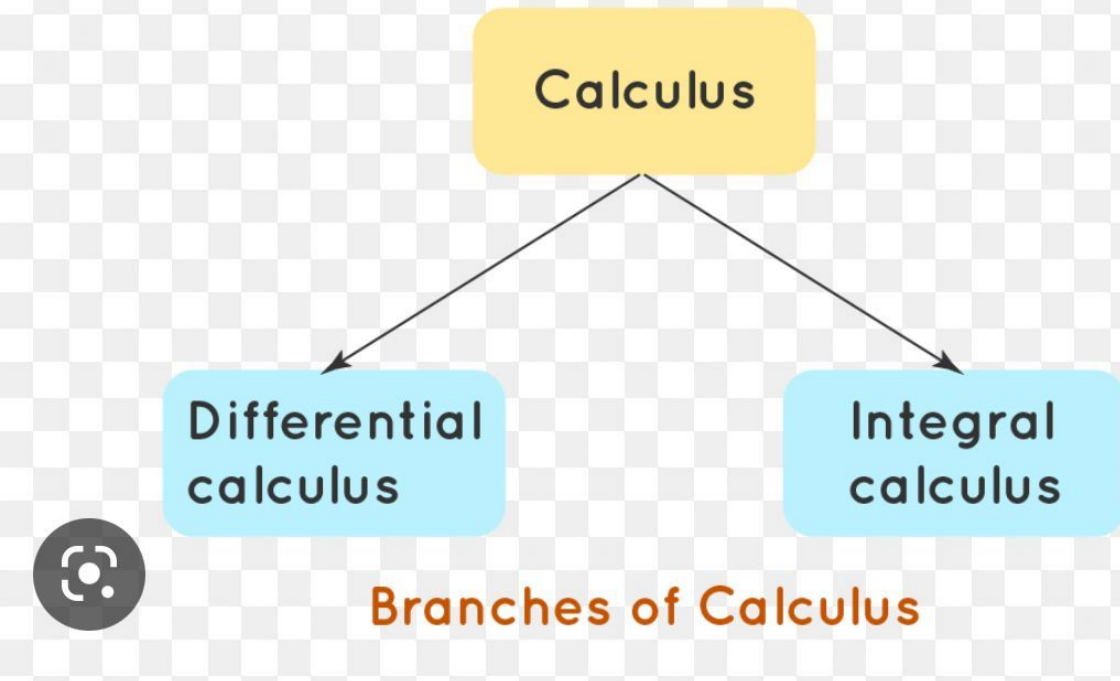 Calculus
Differential
calculus
Integral
calculus
Branches of Calculus